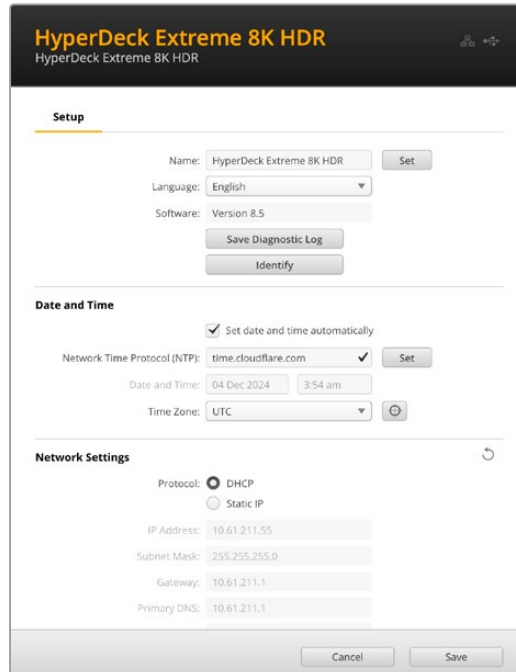 HyperDeck Extreme 8K HDR
HyperDeck Extreme 8K HDR
Setup
Name: HyperDeck Extreme 8K HDR Set
Language: English
Software: Version 8.5
Save Diagnostic Log
Identify
Date and Time
Set date and time automatically
Network Time Protocol (NTP): time.cloudflare.com Set
Date and Time: 04 Dec 2024 3:54 am
Time Zone: UTC
Network Settings
Protocol: DHCP
Static IP
IP Address: 10.61.211.55
Subnet Mask: 255.255.255.0
Gateway: 10.61.211.1
Primary DNS: 10.61.211.1
Cancel Save